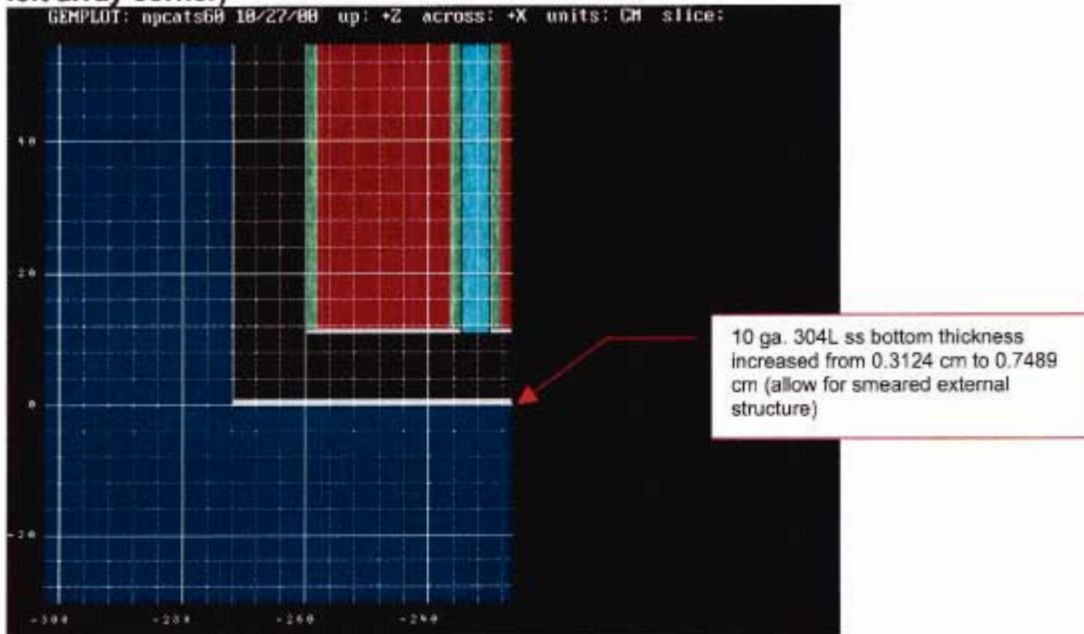 GEMPLOT: npcats60 10/27/00 up: +Z across: +X units: CM slice:
40
20
.0
-20
-300 -280 -260 -240
10 ga. 304L ss bottom thickness
increased from 0.3124 cm to 0.7489
cm (allow for smeared external
structure)